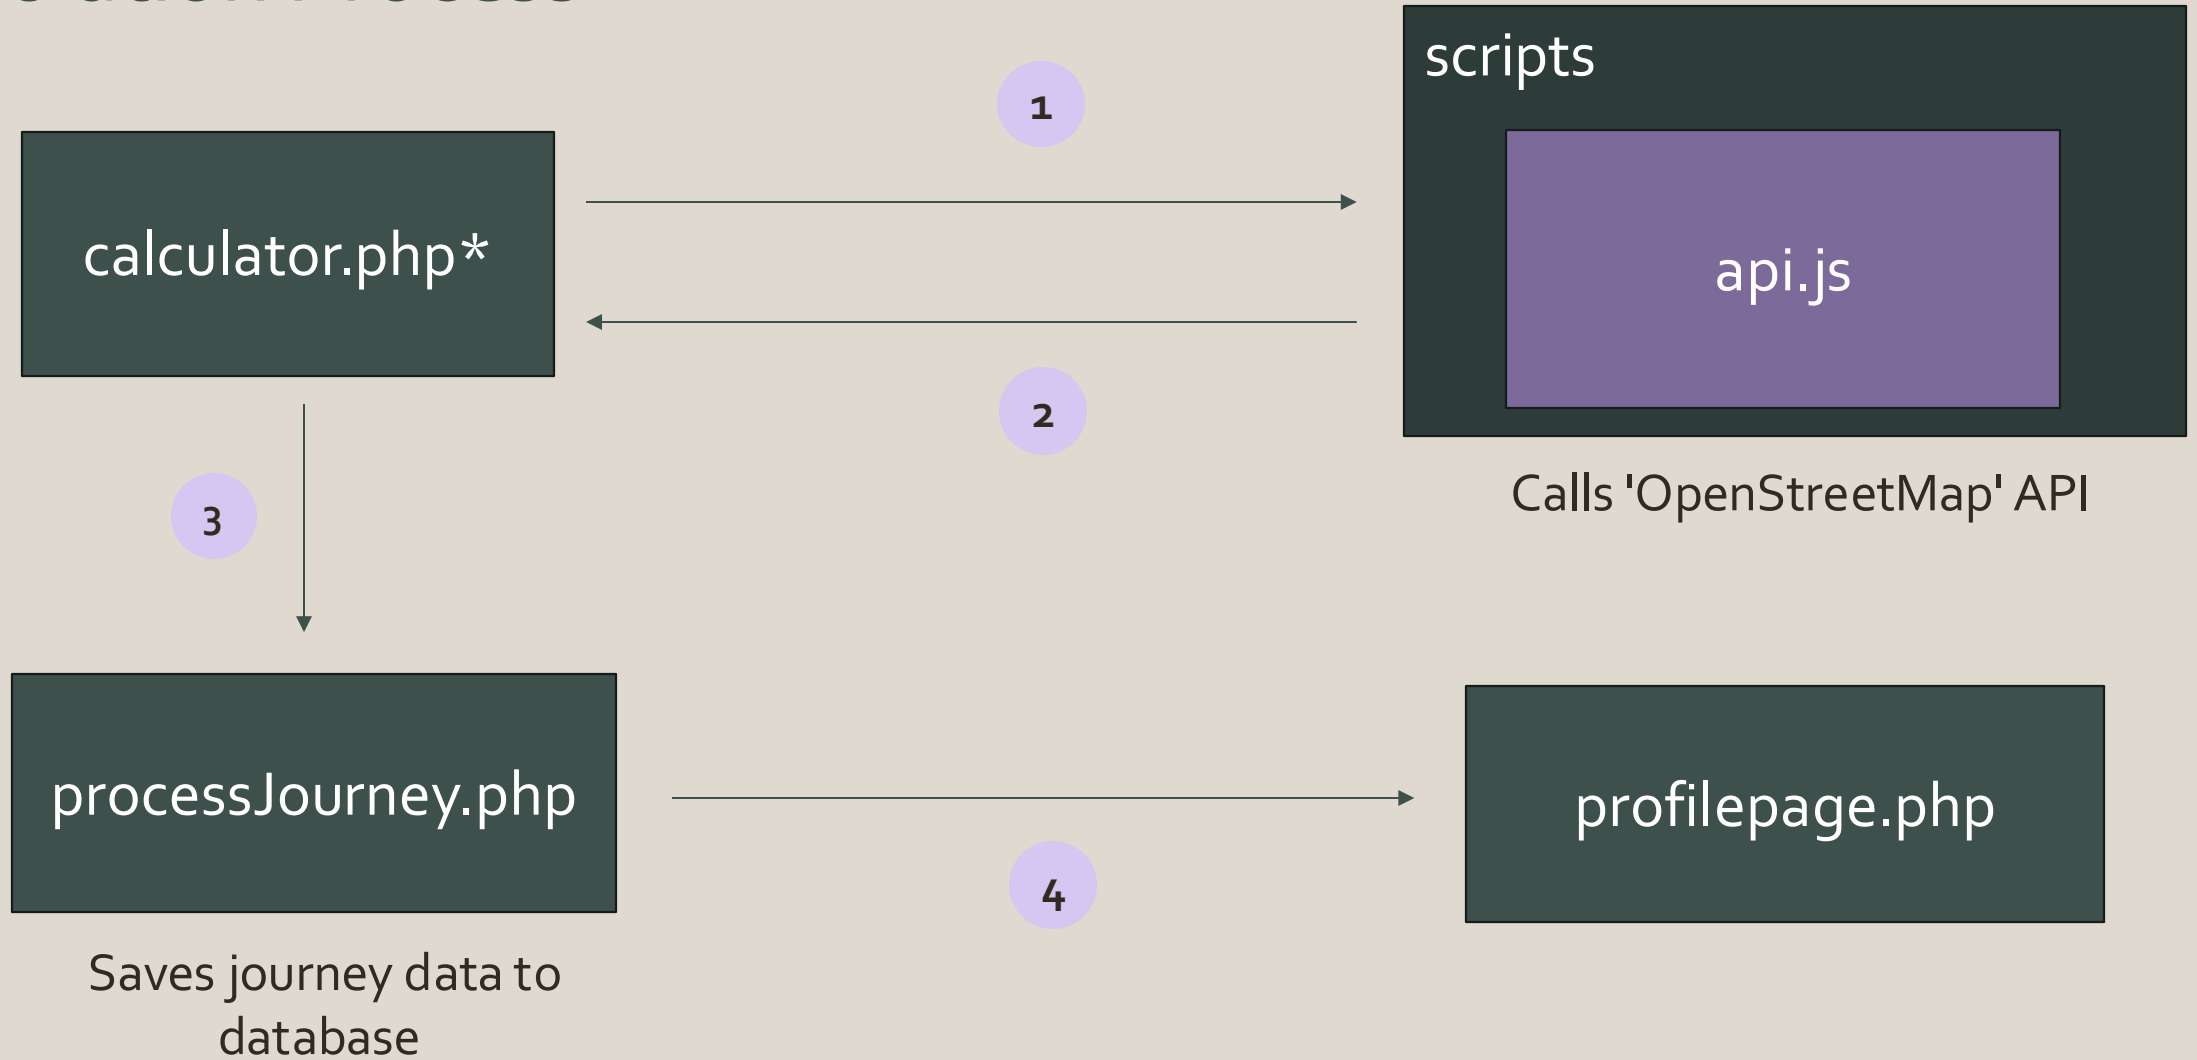 Process
scripts
1
calculator.php*
api.js
2
Calls 'OpenStreetMap' API
3
processJourney.php
profilepage.php
4
Saves journey data to
database